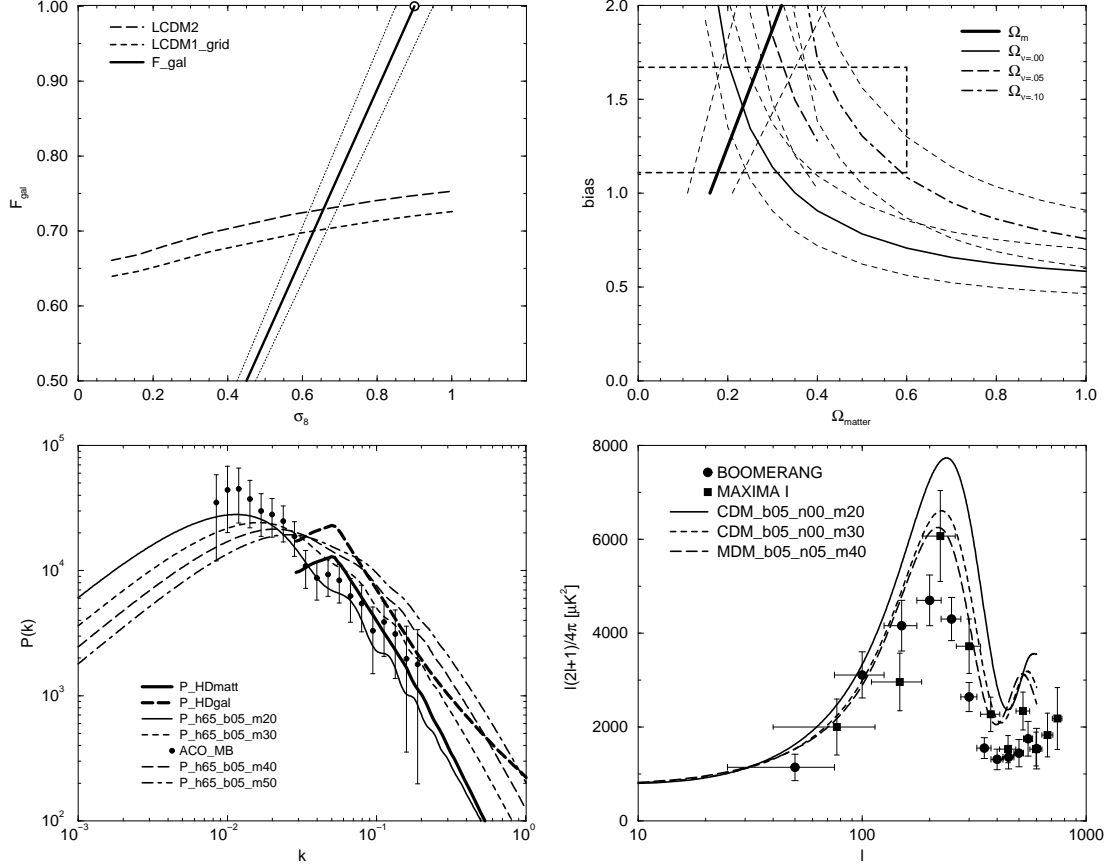 1.00
0.90
0.80
0.70
0.60
0.50
F_gal
LCDM2
LCDM1_grid
F_gal
0 0.2 0.4 0.6 0.8 1
σ_8
2.0
1.5
1.0
0.5
0.0
bias
Ω_m
Ω_ν=.00
Ω_ν=.05
Ω_ν=.10
0.0 0.2 0.4 0.6 0.8 1.0
Ω_matter
10^5
10^4
10^3
10^2
P(k)
P_HDmatt
P_HDgal
P_h65_b05_m20
P_h65_b05_m30
ACO_MB
P_h65_b05_m40
P_h65_b05_m50
10^−3 10^−2 10^−1 10^0
k
8000
6000
4000
2000
0
l(2l+1)/4π [μK^2]
BOOMERANG
MAXIMA I
CDM_b05_n00_m20
CDM_b05_n00_m30
MDM_b05_n05_m40
10 100 1000
l